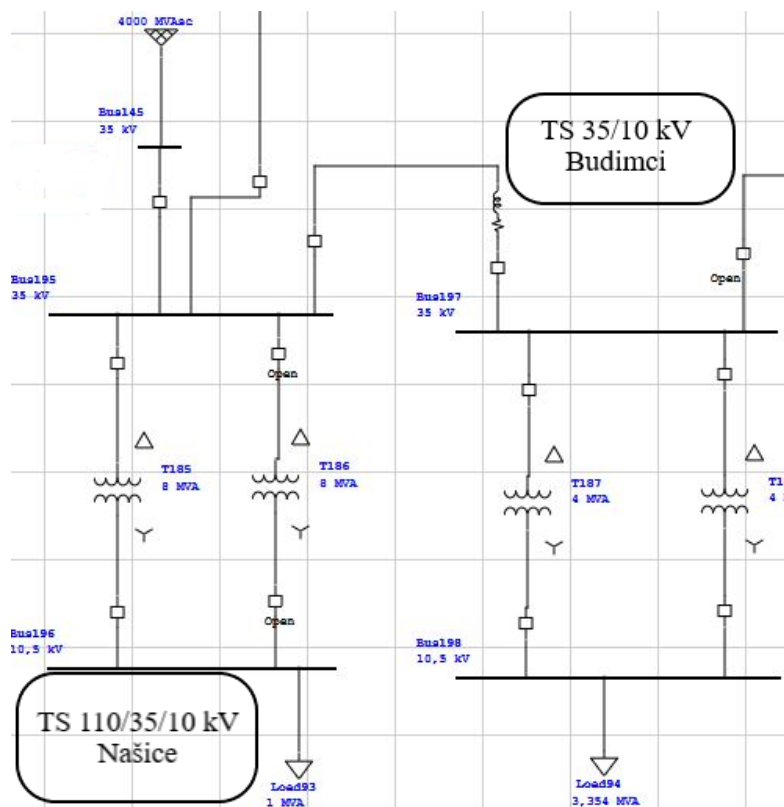 4000 MVAsc
Bus145
35 kV
TS 35/10 kV
Budimci
Bus195
35 kV
Open
Bus197
35 kV
Open
T185
8 MVA
T186
8 MVA
T187
4 MVA
Open
Bus196
10,5 kV
Bus198
10,5 kV
TS 110/35/10 kV
Našice
Load93
1 MVA
Load94
3,354 MVA